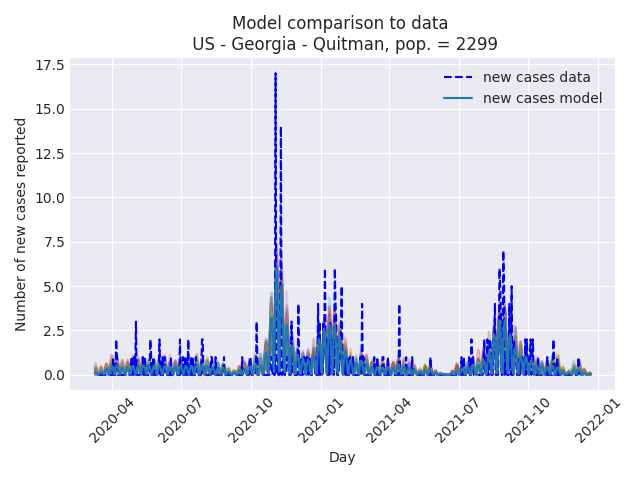 Model comparison to data
US - Georgia - Quitman, pop. = 2299
new cases data
new cases model
Number of new cases reported
17.5
15.0
12.5
10.0
7.5
5.0
2.5
0.0
2020-04
2020-07
2020-10
2021-01
2021-04
2021-07
2021-10
2022-01
Day